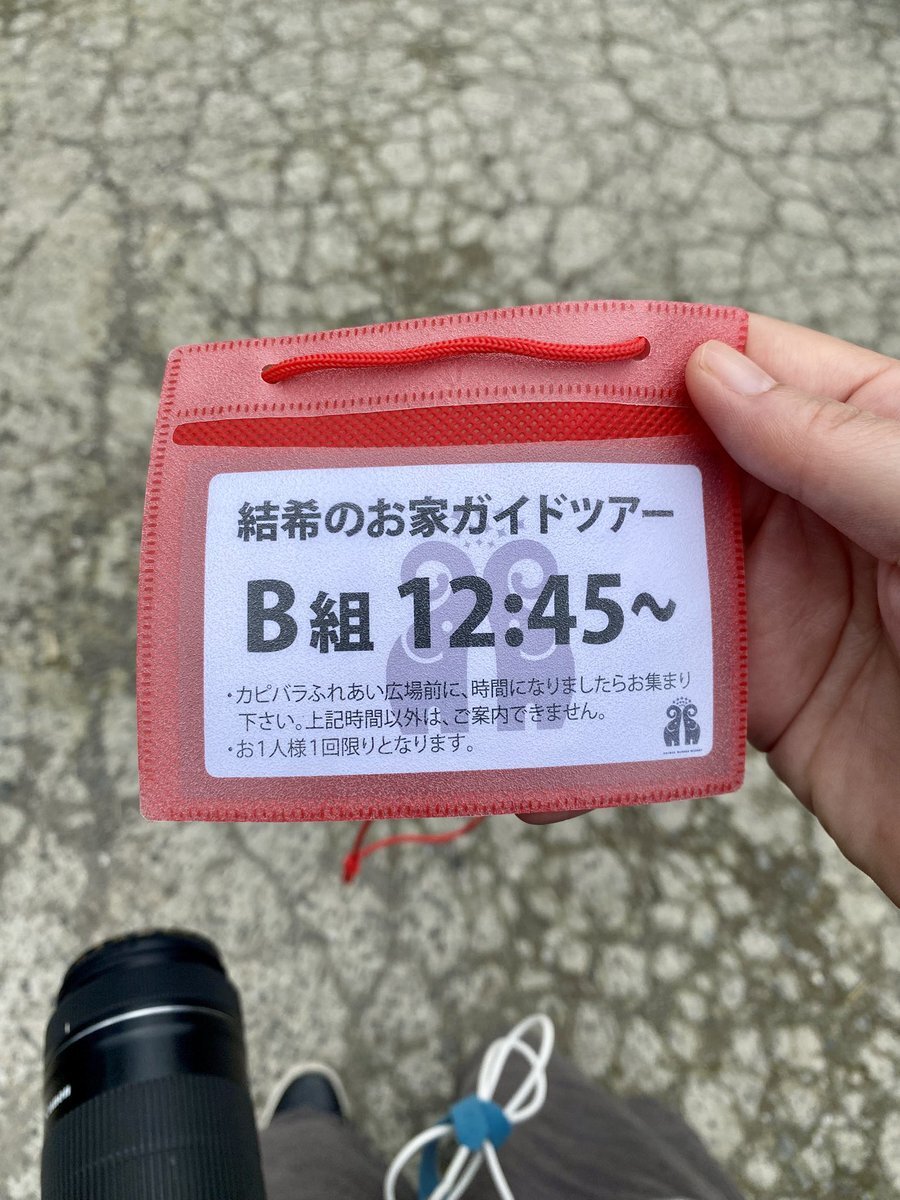 結希のお家ガイドツアー
B組 12:45~
・カピバラふれあい広場前に、時間になりましたらお集まり
下さい。上記時間以外は、ご案内できません。
・お1人様1回限りとなります。